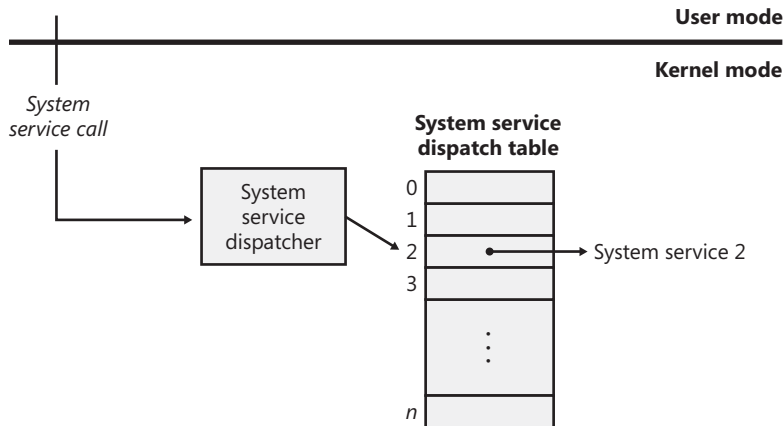 User mode
Kernel mode
System
service call
System service
dispatch table
System
service
dispatcher
0
1
2
3
n
System service 2